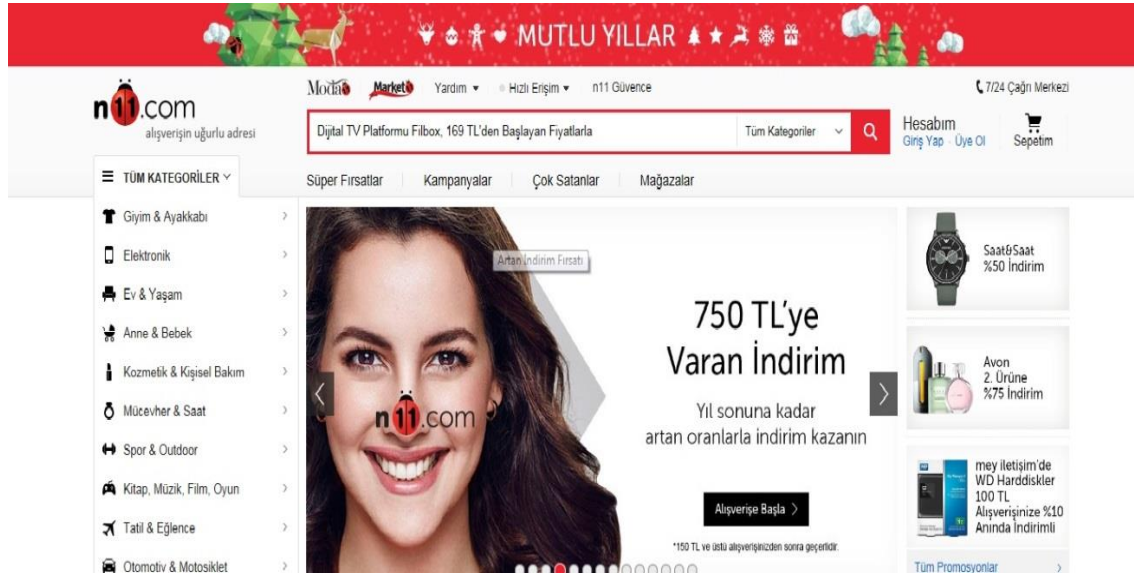 MUTLU YILLAR
Moda Market Yardım Hızlı Erişim n11 Güvence
7/24 Çağrı Merkezi
n11.com
alışverişin uğurlu adresi
Dijital TV Platformu Filbox, 169 TL'den Başlayan Fiyatlarla
Tüm Kategoriler
Hesabım
Giriş Yap - Üye Ol
Sepetim
TÜM KATEGORİLER
Süper Fırsatlar
Kampanyalar
Çok Satanlar
Mağazalar
Giyim & Ayakkabı
Elektronik
Ev & Yaşam
Anne & Bebek
Kozmetik & Kişisel Bakım
Mücevher & Saat
Spor & Outdoor
Kitap, Müzik, Film, Oyun
Tatil & Eğlence
Otomotiv & Motosiklet
Artan İndirim Fırsatı
n11.com
750 TL'ye
Varan İndirim
Yıl sonuna kadar
artan oranlarla indirim kazanın
Alışverişe Başla
*150 TL ve üstü alışverişinizden sonra geçerlidir.
Saat&Saat
%50 İndirim
Avon
2. Ürüne
%75 İndirim
mey iletişim'de
WD Harddiskler
100 TL
Alışverişinize %10
Anında İndirimli
Tüm Promosyonlar